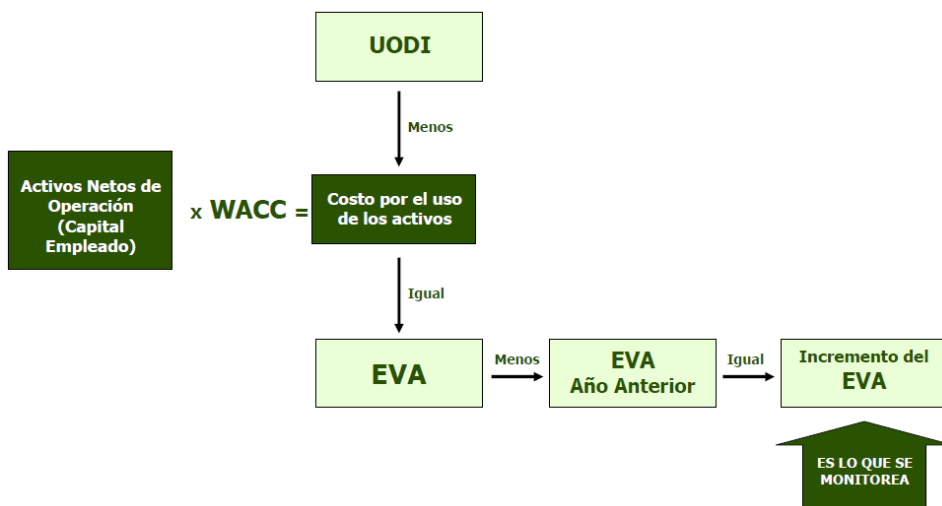 UODI
Menos
Activos Netos de
Operación
(Capital
Empleado)
x WACC =
Costo por el uso
de los activos
Igual
EVA
Menos
EVA
Año Anterior
Igual
Incremento del
EVA
ES LO QUE SE
MONITOREA